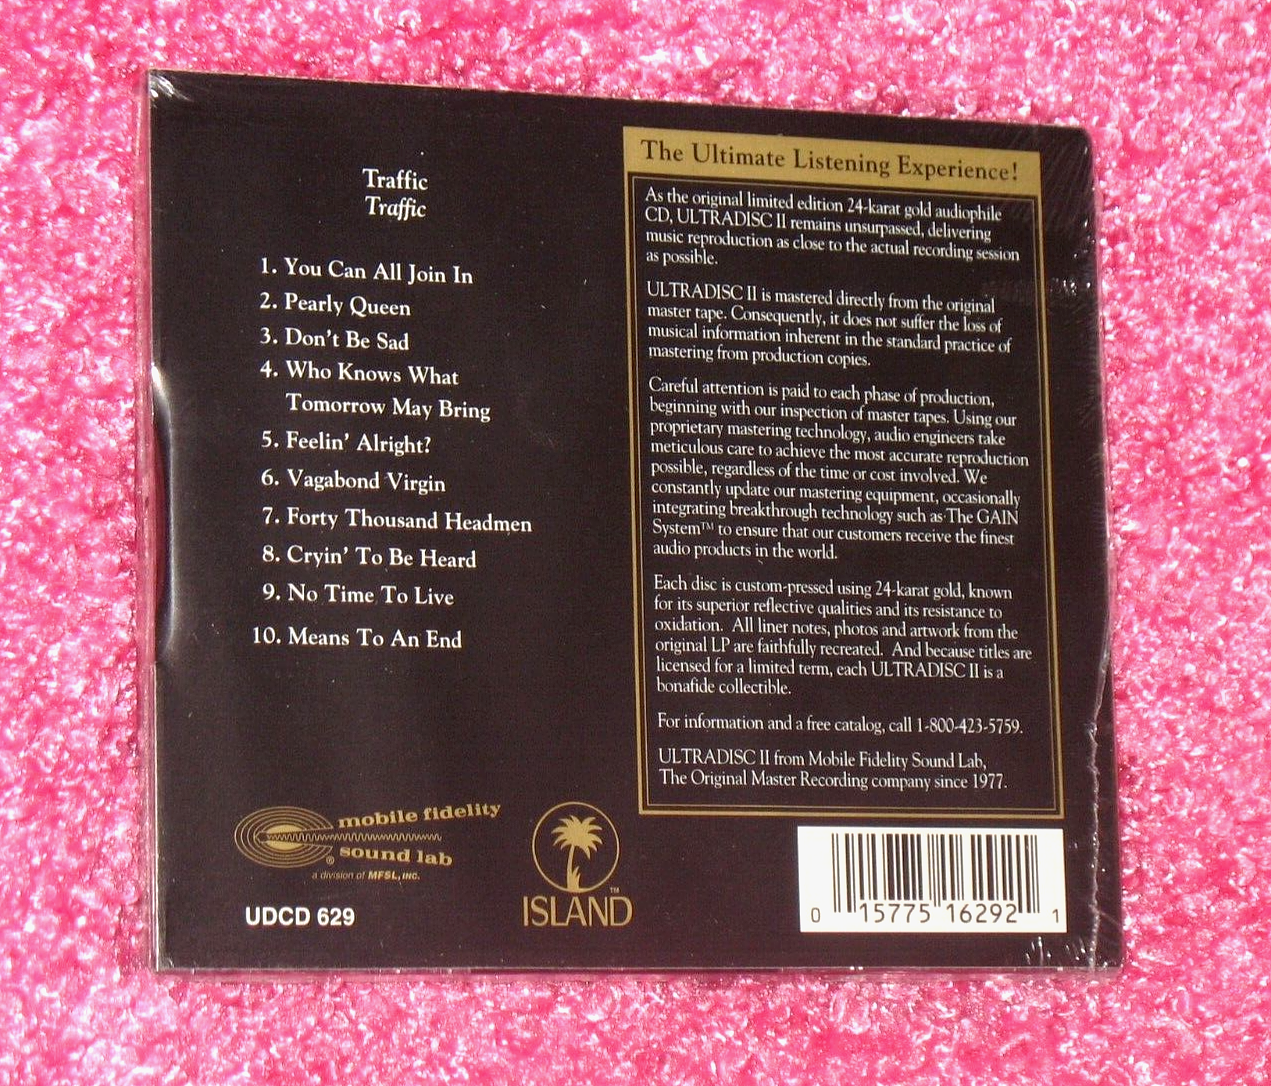 Traffic
Traffic
1. You Can All Join In
2. Pearly Queen
3. Don't Be Sad
4. Who Knows What
Tomorrow May Bring
5. Feelin' Alright?
6. Vagabond Virgin
7. Forty Thousand Headmen
8. Cryin' To Be Heard
9. No Time To Live
10. Means To An End
The Ultimate Listening Experience!
As the original limited edition 24-karat gold audiophile
CD, ULTRADISC II remains unsurpassed, delivering
music reproduction as close to the actual recording session
as possible.
ULTRADISC II is mastered directly from the original
master tape. Consequently, it does not suffer the loss of
musical information inherent in the standard practice of
mastering from production copies.
Careful attention is paid to each phase of production,
beginning with our inspection of master tapes. Using our
proprietary mastering technology, audio engineers take
meticulous care to achieve the most accurate reproduction
possible, regardless of the time or cost involved. We
constantly update our mastering equipment, occasionally
integrating breakthrough technology such as The GAIN
System™ to ensure that our customers receive the finest
audio products in the world.
Each disc is custom-pressed using 24-karat gold, known
for its superior reflective qualities and its resistance to
oxidation. All liner notes, photos and artwork from the
original LP are faithfully recreated. And because titles are
licensed for a limited term, each ULTRADISC II is a
bonafide collectible.
For information and a free catalog, call 1-800-423-5759.
ULTRADISC II from Mobile Fidelity Sound Lab,
The Original Master Recording company since 1977.
mobile fidelity
® sound lab
a division of MFSL, INC.
UDCD 629
ISLAND™
0 15775 16292 1